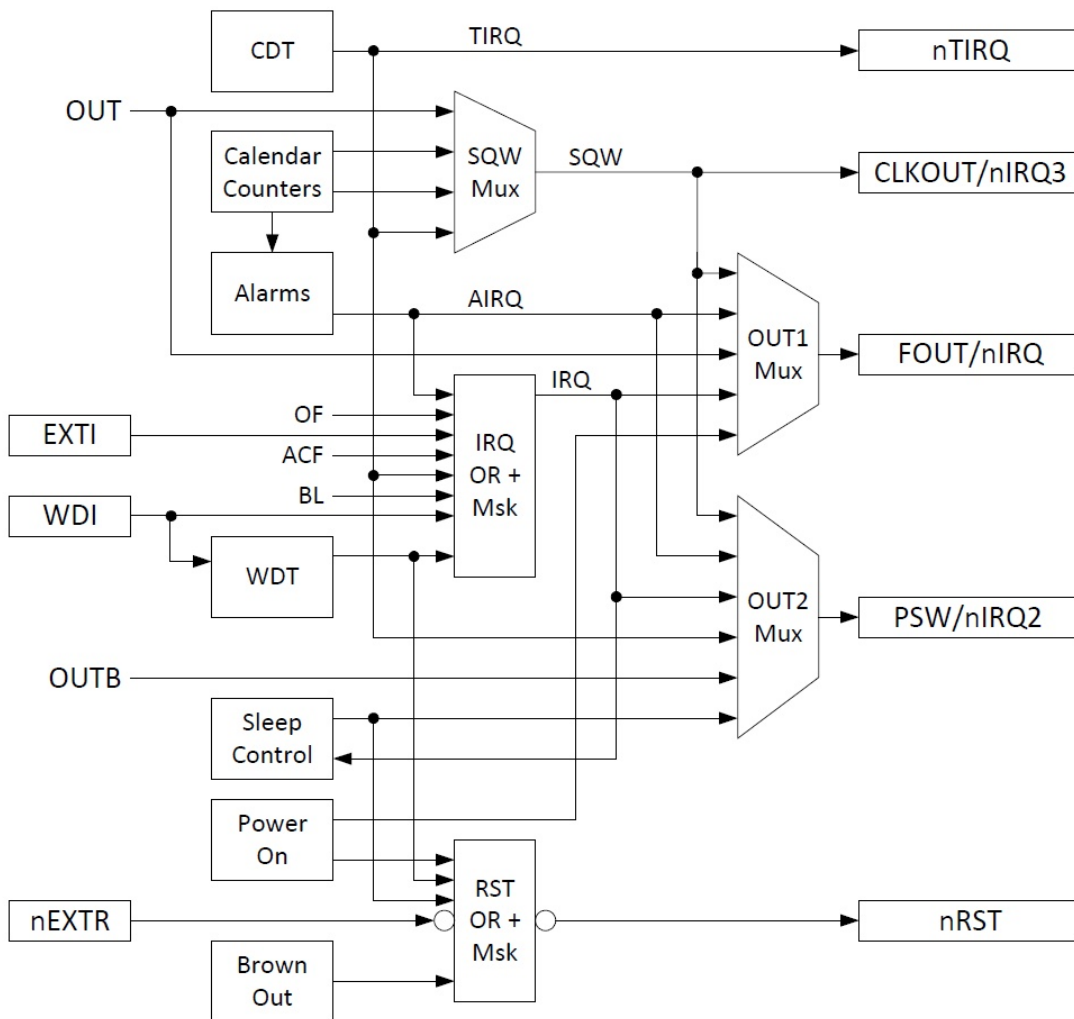 CDT
TIRQ
nTIRQ
OUT
Calendar
Counters
SQW
Mux
SQW
CLKOUT/nIRQ3
Alarms
AIRQ
OUT1
Mux
FOUT/nIRQ
IRQ
OF
EXTI
ACF
IRQ
OR +
Msk
BL
WDI
WDT
OUT2
Mux
PSW/nIRQ2
OUTB
Sleep
Control
Power
On
RST
OR +
Msk
nEXTR
nRST
Brown
Out